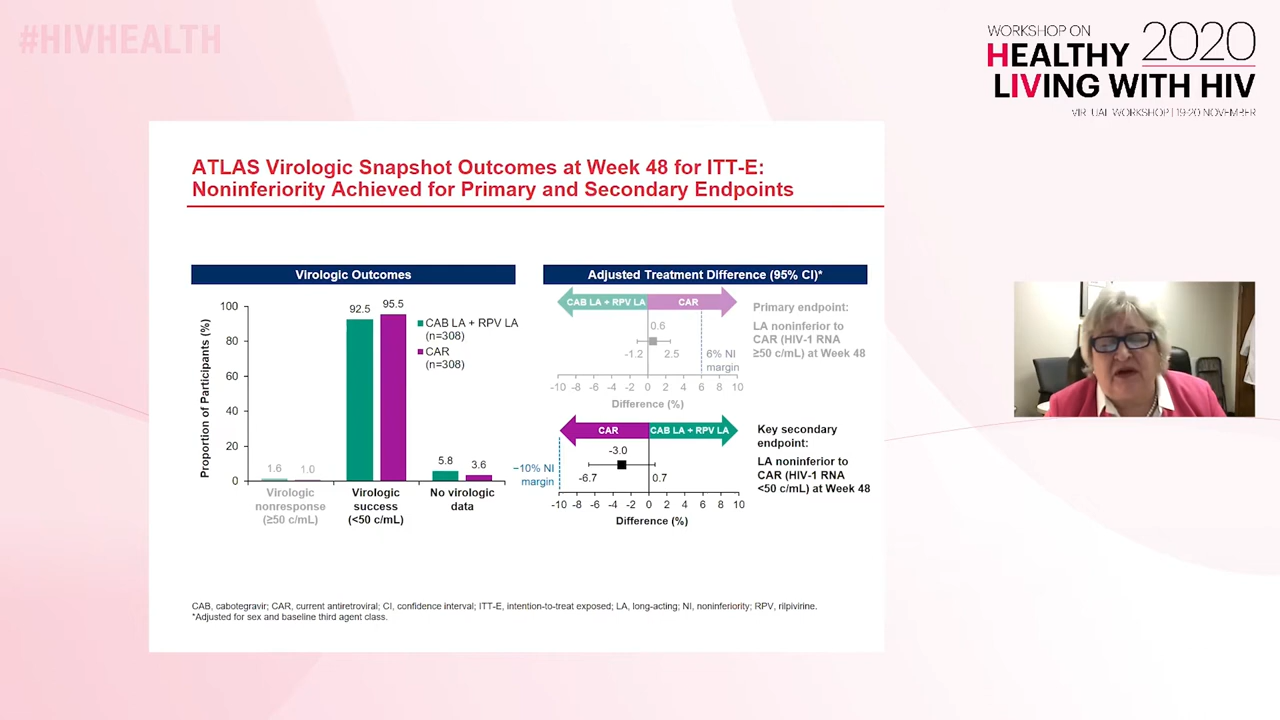 #HIVHEALTH
WORKSHOP ON
HEALTHY
2020
LIVING WITH HIV
VIRTUAL WORKSHOP | 19-20 NOVEMBER
ATLAS Virologic Snapshot Outcomes at Week 48 for ITT-E:
Noninferiority Achieved for Primary and Secondary Endpoints
Virologic Outcomes
Proportion of Participants (%)
100
80
60
40
20
0
1.6
1.0
92.5
95.5
5.8
3.6
CAB LA + RPV LA
(n=308)
CAR
(n=308)
Virologic
nonresponse
(≥50 c/mL)
Virologic
success
(<50 c/mL)
No virologic
data
Adjusted Treatment Difference (95% CI)*
CAB LA + RPV LA
CAR
0.6
-1.2
2.5
6% NI
margin
-10 -8 -6 -4 -2 0 2 4 6 8 10
Difference (%)
Primary endpoint:
LA noninferior to
CAR (HIV-1 RNA
≥50 c/mL) at Week 48
CAR
CAB LA + RPV LA
-3.0
-6.7
0.7
−10% NI
margin
-10 -8 -6 -4 -2 0 2 4 6 8 10
Difference (%)
Key secondary
endpoint:
LA noninferior to
CAR (HIV-1 RNA
<50 c/mL) at Week 48
CAB, cabotegravir; CAR, current antiretroviral; CI, confidence interval; ITT-E, intention-to-treat exposed; LA, long-acting; NI, noninferiority; RPV, rilpivirine.
*Adjusted for sex and baseline third agent class.